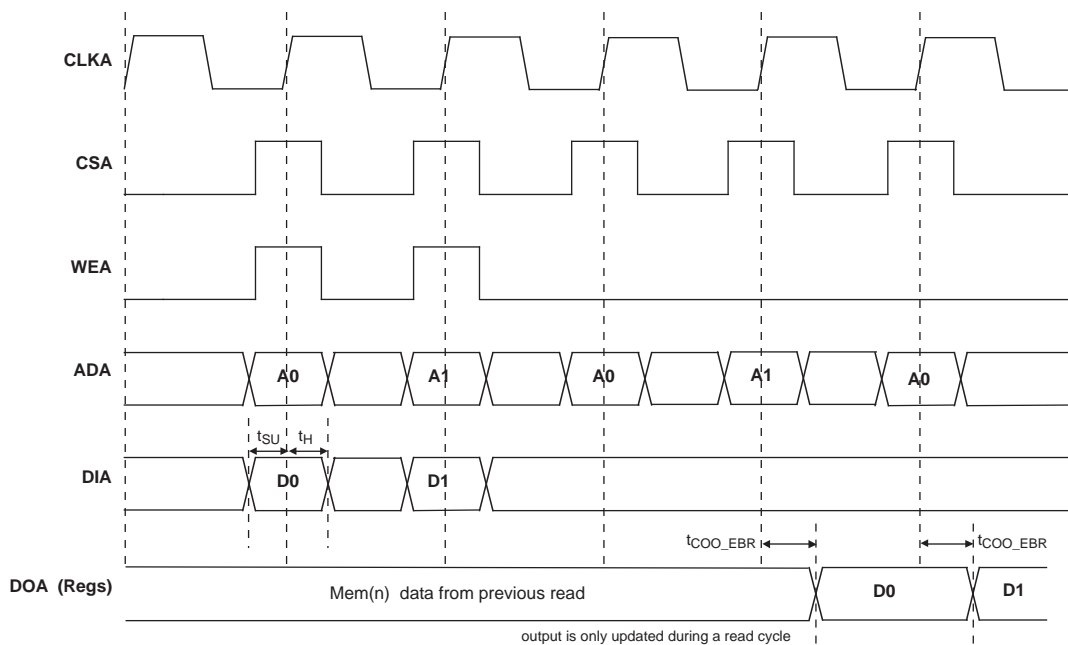 CLKA
CSA
WEA
ADA A0 A1 A0 A1 A0
tSU tH
DIA D0 D1
tCOO_EBR tCOO_EBR
DOA (Regs) Mem(n) data from previous read D0 D1
output is only updated during a read cycle